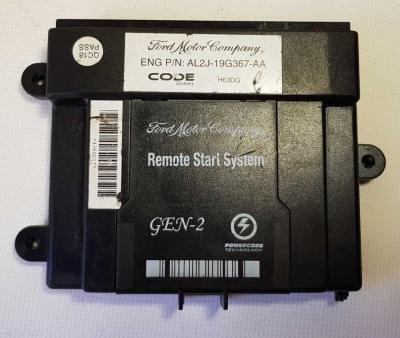 QC18
PASS
Ford Motor Company,
ENG P/N: AL2J-19G367-AA
CODE
systems
H63DG
Ford Motor Company,
Remote Start System
GEN-2
POWERCODE
TECHNOLOGY